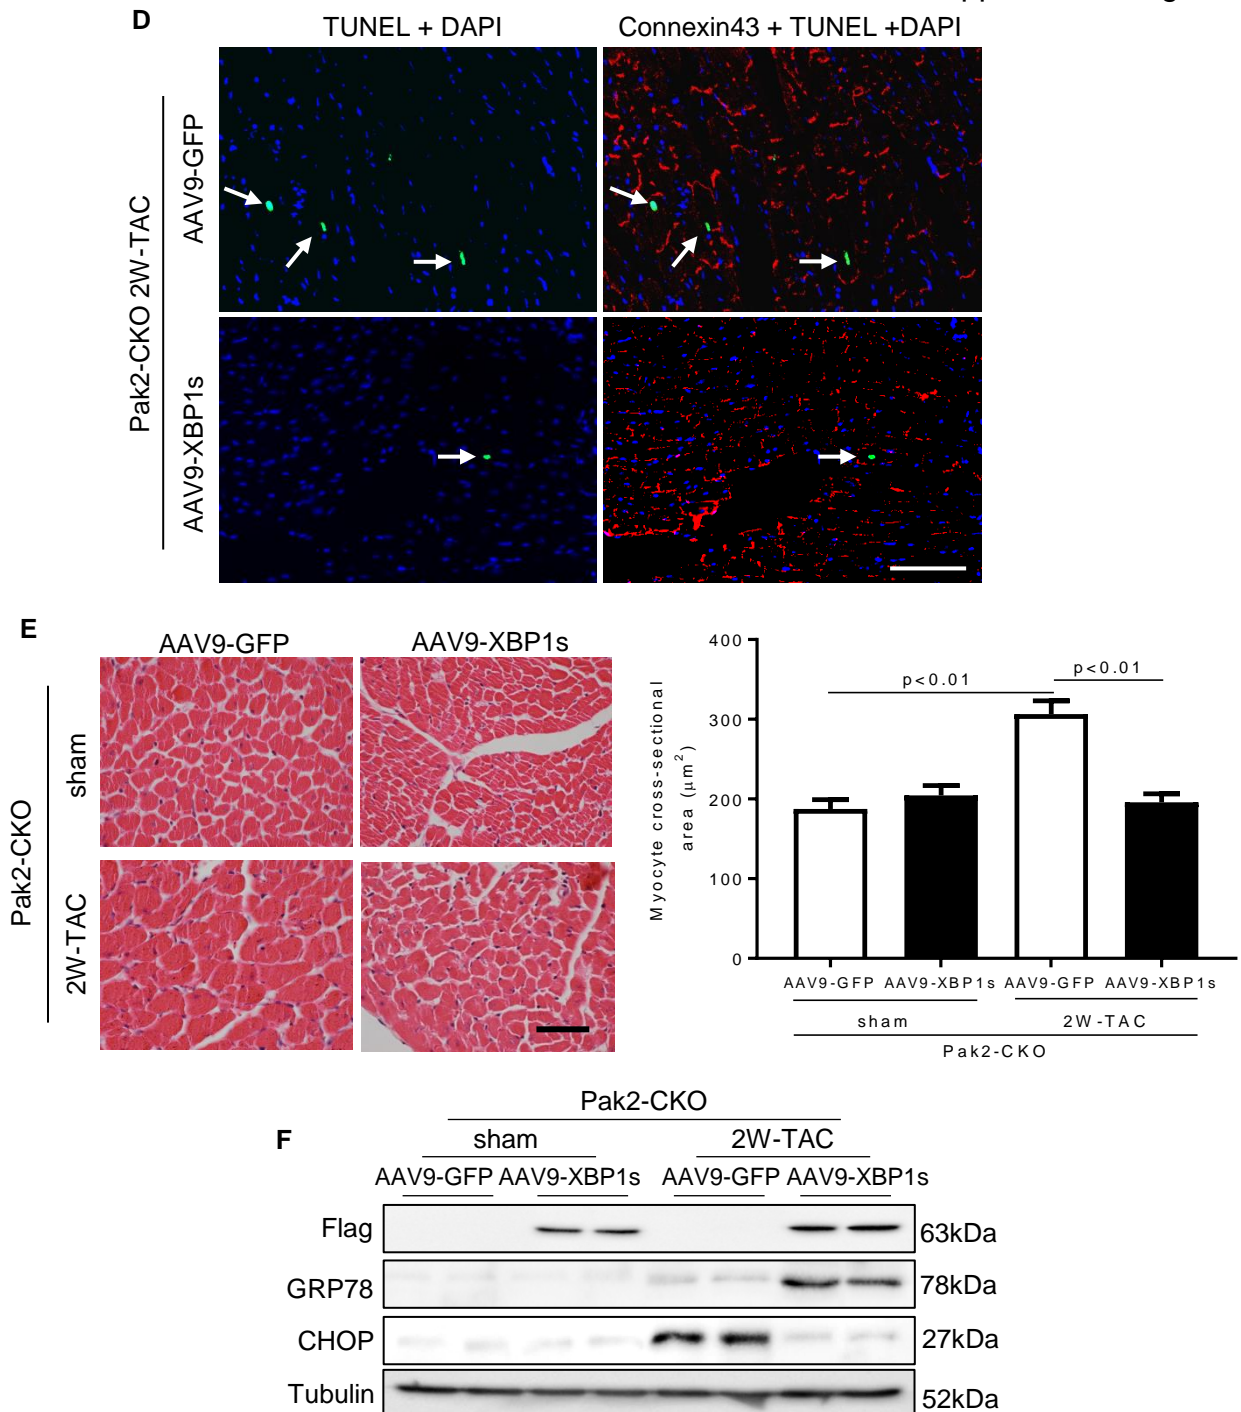 D
TUNEL + DAPI
Connexin43 + TUNEL +DAPI
Pak2-CKO 2W-TAC
AAV9-GFP
AAV9-XBP1s
E
AAV9-GFP
AAV9-XBP1s
Pak2-CKO
sham
2W-TAC
Myocyte cross-sectional
area (μm²)
400
300
200
100
0
p<0.01
p<0.01
AAV9-GFP AAV9-XBP1s AAV9-GFP AAV9-XBP1s
sham
2W-TAC
Pak2-CKO
F
Pak2-CKO
sham
2W-TAC
AAV9-GFP AAV9-XBP1s AAV9-GFP AAV9-XBP1s
Flag
63kDa
GRP78
78kDa
CHOP
27kDa
Tubulin
52kDa